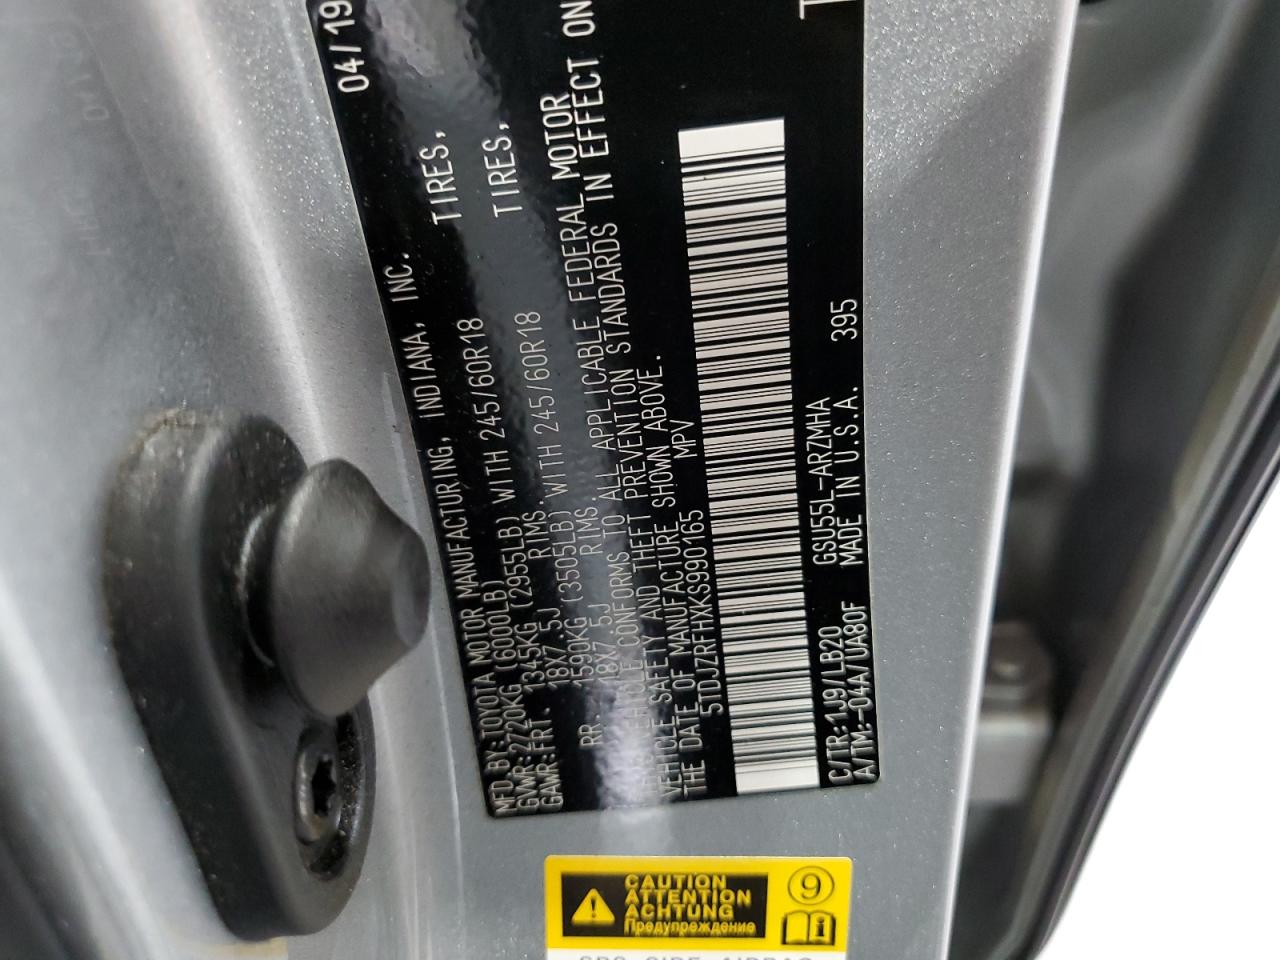 MFD BY:TOYOTA MOTOR MANUFACTURING, INDIANA, INC. 04/19
GVWR:2720KG (6000LB)
GAWR:FRT. 1345KG (2955LB) WITH 245/60R18 TIRES,
18X7.5J RIMS.
RR. 1590KG (3505LB) WITH 245/60R18 TIRES,
18X7.5J RIMS.
VEHICLE CONFORMS TO ALL APPLICABLE FEDERAL MOTOR
VEHICLE SAFETY AND THEFT PREVENTION STANDARDS IN EFFECT ON
THE DATE OF MANUFACTURE SHOWN ABOVE.
5TDJZRFHXKS990165 MPV
C/TR:1J9/LB20 GSU55L-ARZMHA
A/TM:-04A/UA80F MADE IN U.S.A. 395
CAUTION
ATTENTION
ACHTUNG
Предупреждение
9
SRS SIDE AIRBAG